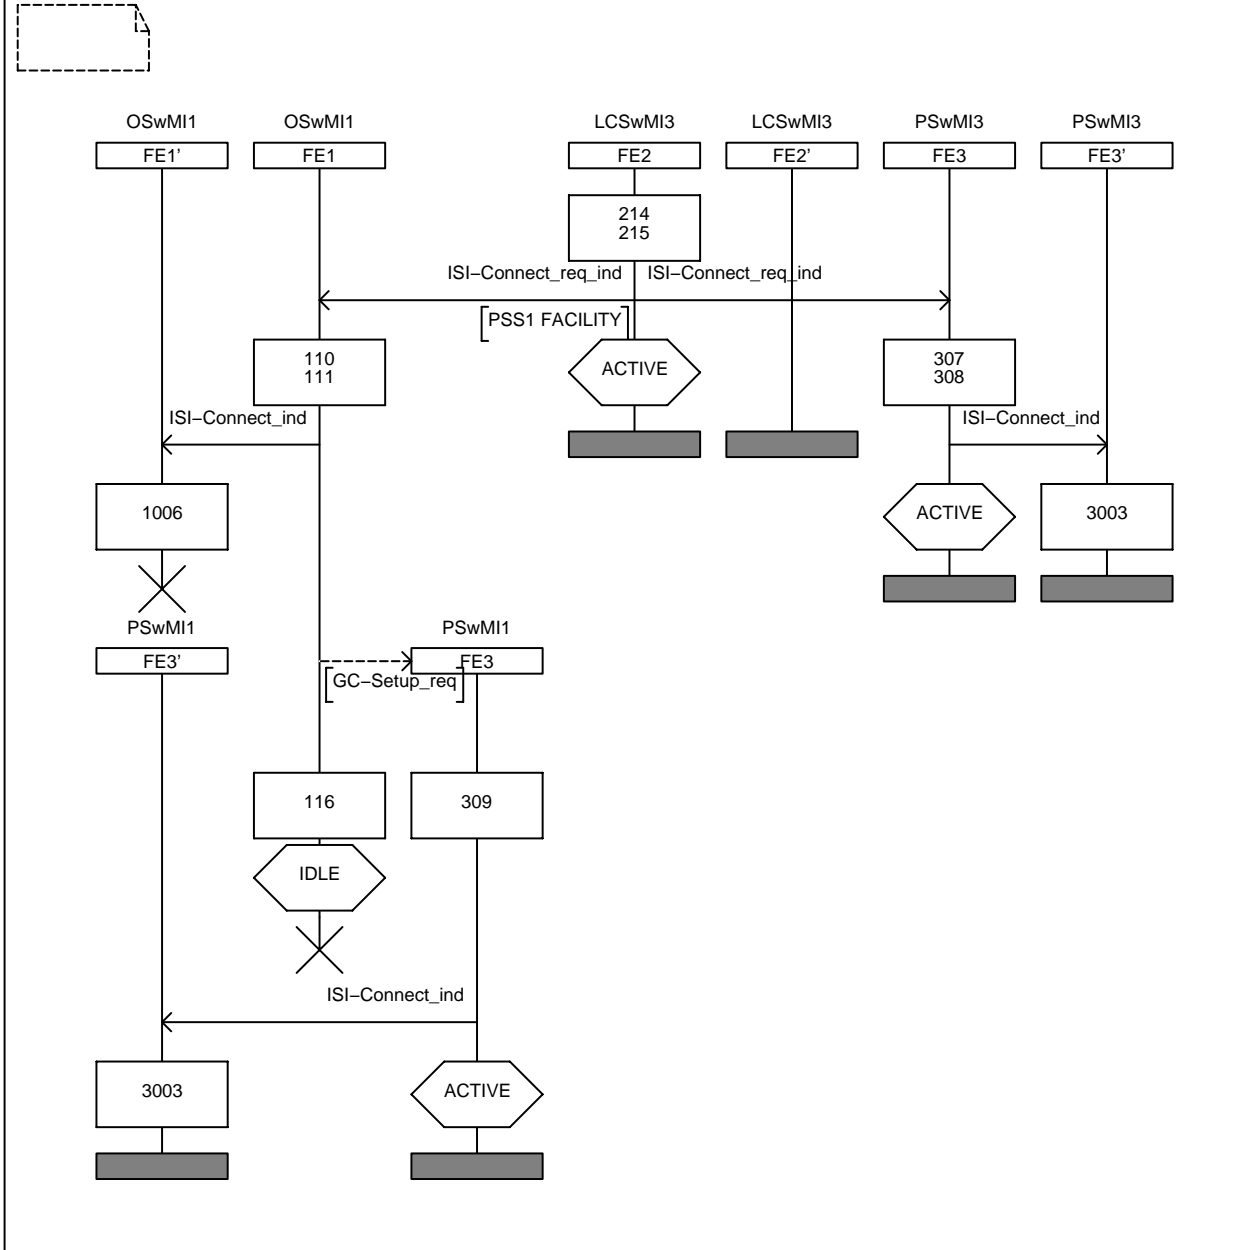 OSwMI1 OSwMI1 LCSwMI3 LCSwMI3 PSwMI3 PSwMI3
FE1’ FE1 FE2 FE2’ FE3 FE3’
214
215
ISI−Connect_req_ind ISI−Connect_req_ind
[PSS1 FACILITY]
110
111
ACTIVE
307
308
ISI−Connect_ind ISI−Connect_ind
1006 ACTIVE 3003
PSwMI1 PSwMI1
FE3’ FE3
[GC−Setup_req]
116 309
IDLE
ISI−Connect_ind
3003 ACTIVE